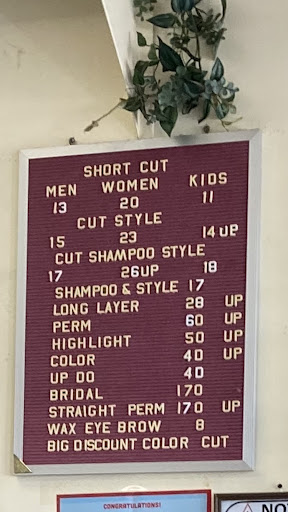 SHORT CUT
MEN WOMEN KIDS
13 20 11
CUT STYLE
15 23 14 UP
CUT SHAMPOO STYLE
17 26UP 18
SHAMPOO & STYLE 17
LONG LAYER 28 UP
PERM 60 UP
HIGHLIGHT 50 UP
COLOR 40 UP
UP DO 40
BRIDAL 170
STRAIGHT PERM 170 UP
WAX EYE BROW 8
BIG DISCOUNT COLOR CUT
CONGRATULATIONS!
NO